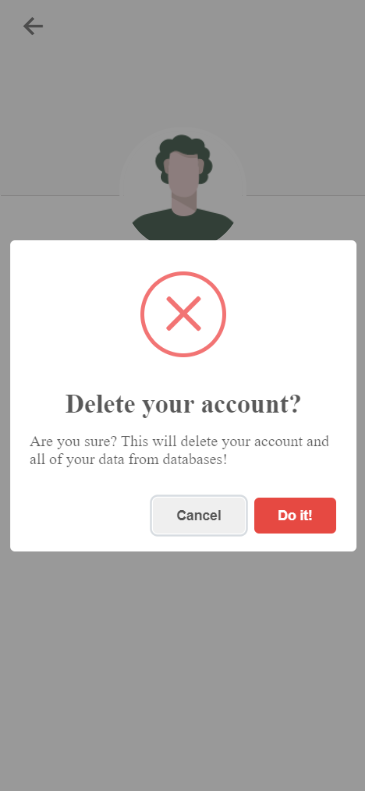 Delete your account?
Are you sure? This will delete your account and
all of your data from databases!
Cancel
Do it!